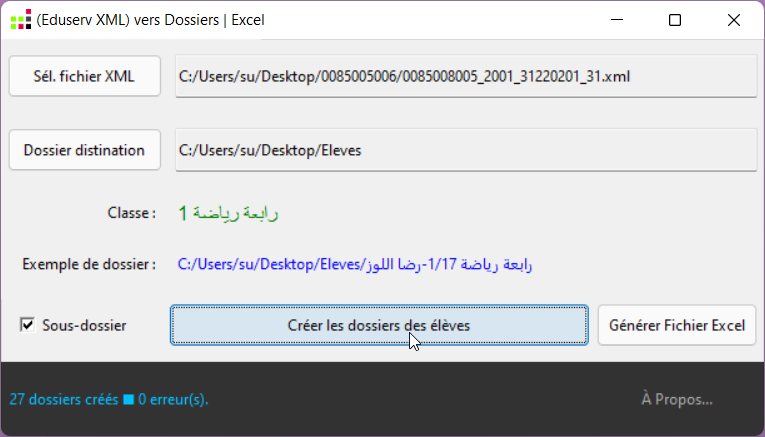 (Eduserv XML) vers Dossiers | Excel
Sél. fichier XML
C:/Users/su/Desktop/0085005006/0085008005_2001_31220201_31.xml
Dossier distination
C:/Users/su/Desktop/Eleves
Classe :
رابعة رياضة 1
Exemple de dossier :
C:/Users/su/Desktop/Eleves/رابعة رياضة 1/17-رضا اللوز
Sous-dossier
Créer les dossiers des élèves
Générer Fichier Excel
27 dossiers créés ■ 0 erreur(s).
À Propos...